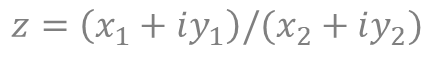 z = (x₁ + iy₁)/(x₂ + iy₂)